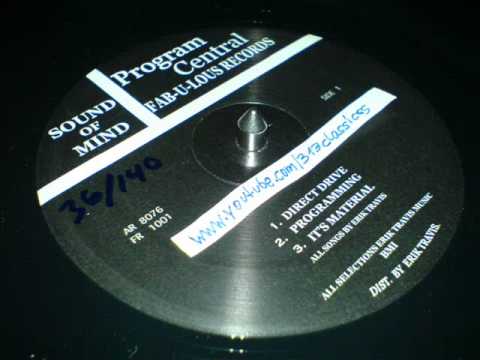 SOUND
OF
MIND
Program
Central
FAB-U-LOUS RECORDS
SIDE 1
36/140
www.youtube.com/313classless
AR 8076
FR 1001
1. DIRECT DRIVE
2. PROGRAMMING
3. IT'S MATERIAL
ALL SONGS BY ERIK TRAVIS
ALL SELECTIONS ERIK TRAVIS MUSIC
BMI
DIST. BY ERIK TRAVIS